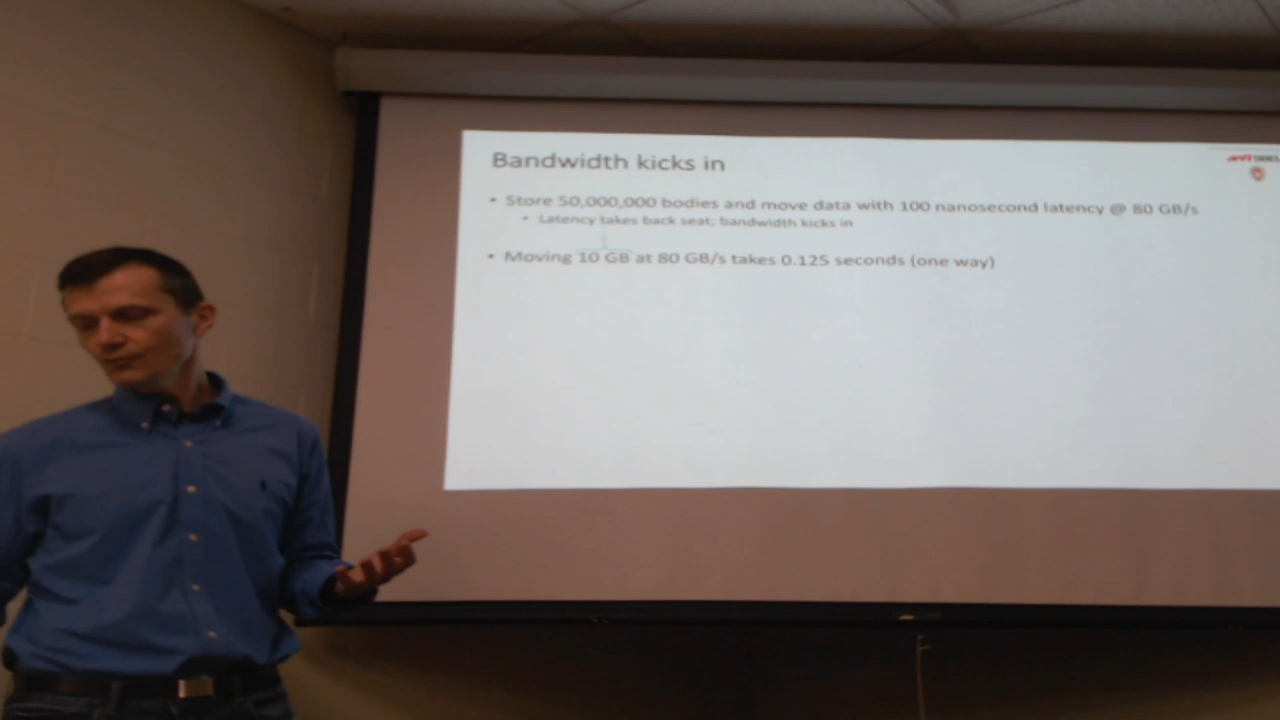 Bandwidth kicks in
• Store 50,000,000 bodies and move data with 100 nanosecond latency @ 80 GB/s
• Latency takes back seat; bandwidth kicks in
• Moving 10 GB at 80 GB/s takes 0.125 seconds (one way)